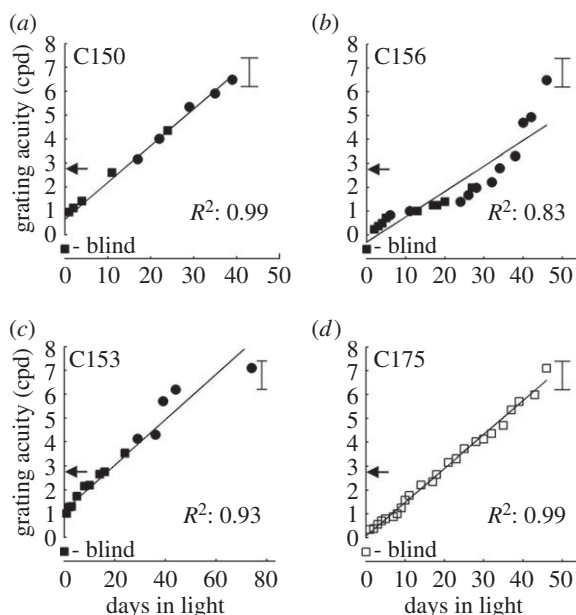 (a)
8
C150
7
6
5
4
3
2
1
0
grating acuity (cpd)
R²: 0.99
- blind
0 10 20 30 40 50
(b)
8
C156
7
6
5
4
3
2
1
0
R²: 0.83
- blind
0 10 20 30 40 50
(c)
8
C153
7
6
5
4
3
2
1
0
grating acuity (cpd)
R²: 0.93
- blind
0 20 40 60 80
days in light
(d)
8
C175
7
6
5
4
3
2
1
0
R²: 0.99
- blind
0 10 20 30 40 50
days in light